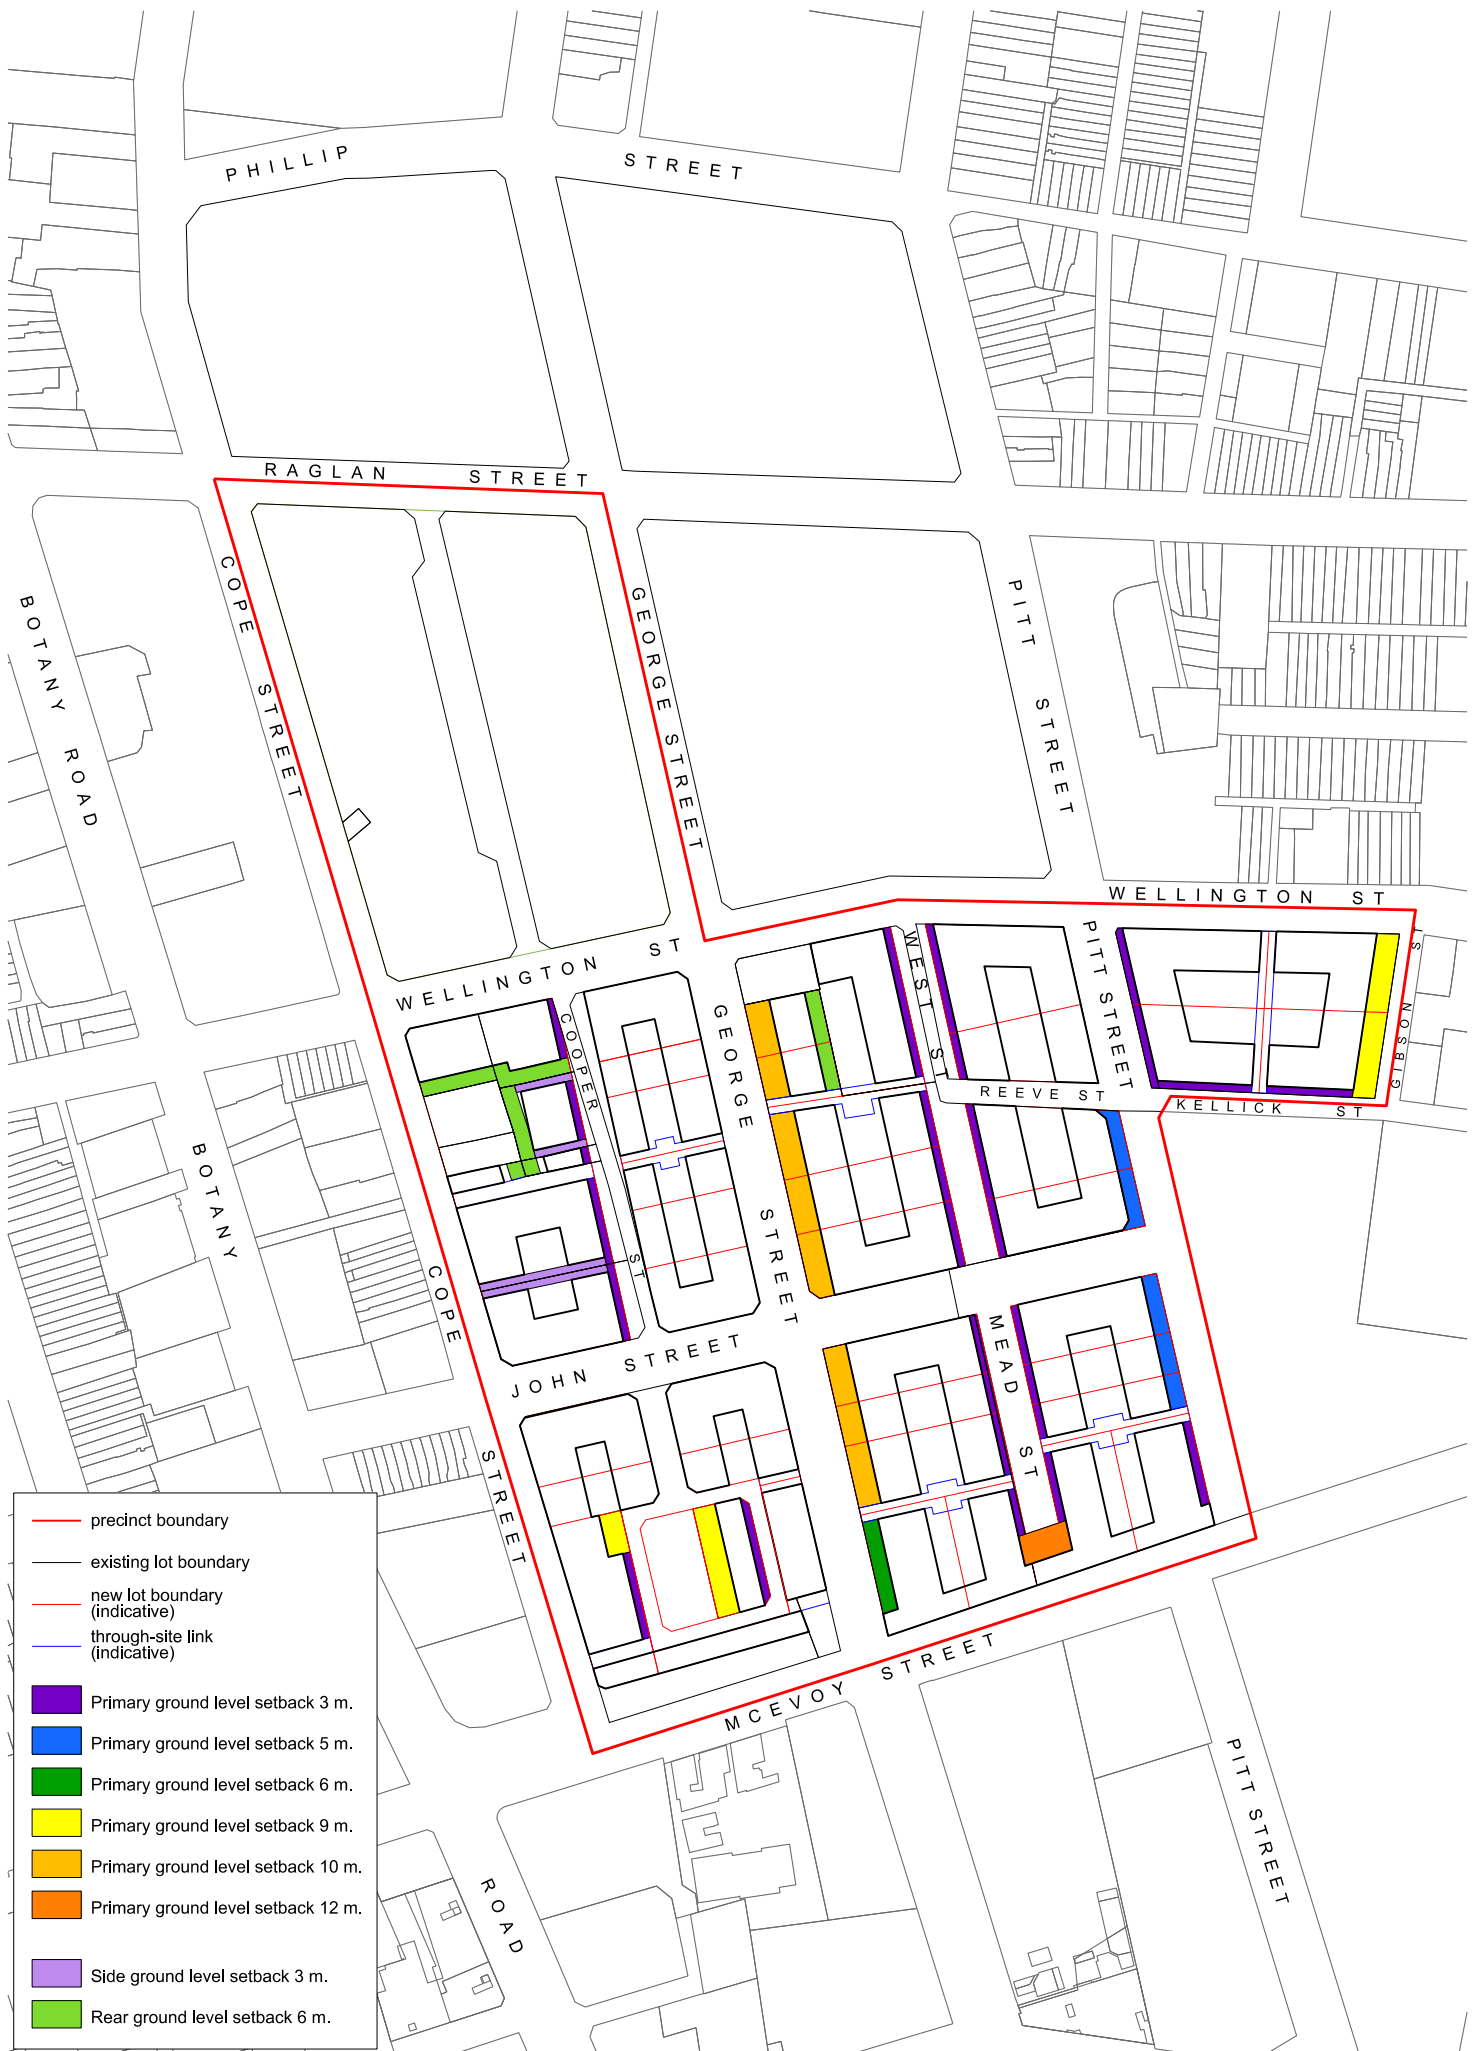 PHILLIP STREET
RAGLAN STREET
COPE STREET
GEORGE STREET
PITT STREET
BOTANY ROAD
WELLINGTON ST
WELLINGTON ST
WEST ST
PITT STREET
GIBSON ST
COOPER ST
GEORGE STREET
REEVE ST
KELLICK ST
BOTANY ROAD
COPE STREET
JOHN STREET
MEAD ST
MCEVOY STREET
PITT STREET
precinct boundary
existing lot boundary
new lot boundary
(indicative)
through-site link
(indicative)
Primary ground level setback 3 m.
Primary ground level setback 5 m.
Primary ground level setback 6 m.
Primary ground level setback 9 m.
Primary ground level setback 10 m.
Primary ground level setback 12 m.
Side ground level setback 3 m.
Rear ground level setback 6 m.